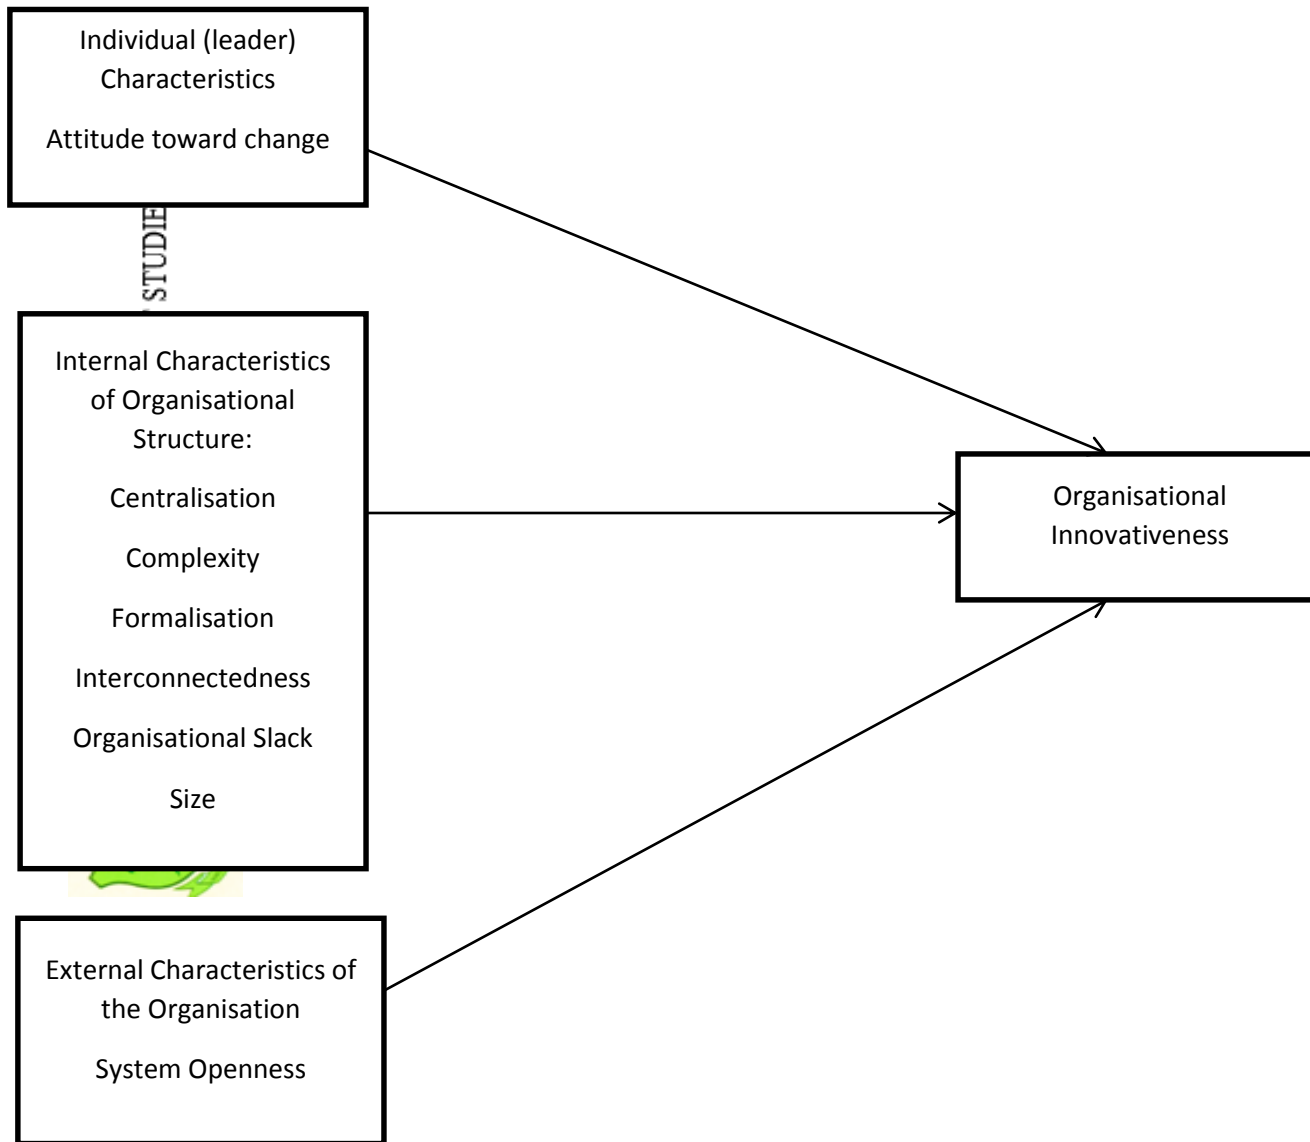 Individual (leader)
Characteristics
Attitude toward change
STUDIE
Internal Characteristics
of Organisational
Structure:
Centralisation
Complexity
Formalisation
Interconnectedness
Organisational Slack
Size
Organisational
Innovativeness
External Characteristics of
the Organisation
System Openness